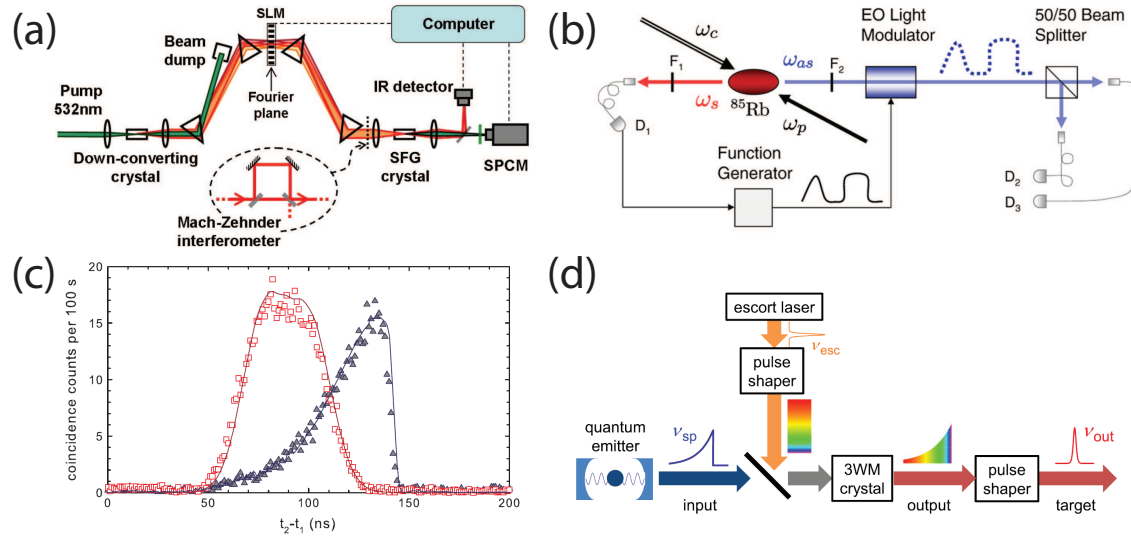 (a)
SLM
Computer
Beam
dump
Pump
532nm
Fourier
plane
IR detector
Down-converting
crystal
SFG
crystal
SPCM
Mach-Zehnder
interferometer
(b)
ωc
EO Light
Modulator
50/50 Beam
Splitter
F1
ωas
F2
ωs
85Rb
ωp
D1
Function
Generator
D2
D3
(c)
coincidence counts per 100 s
20
15
10
5
0
0 50 100 150 200
t2-t1 (ns)
(d)
escort laser
νesc
pulse
shaper
quantum
emitter
νsp
νout
3WM
crystal
pulse
shaper
input
output
target